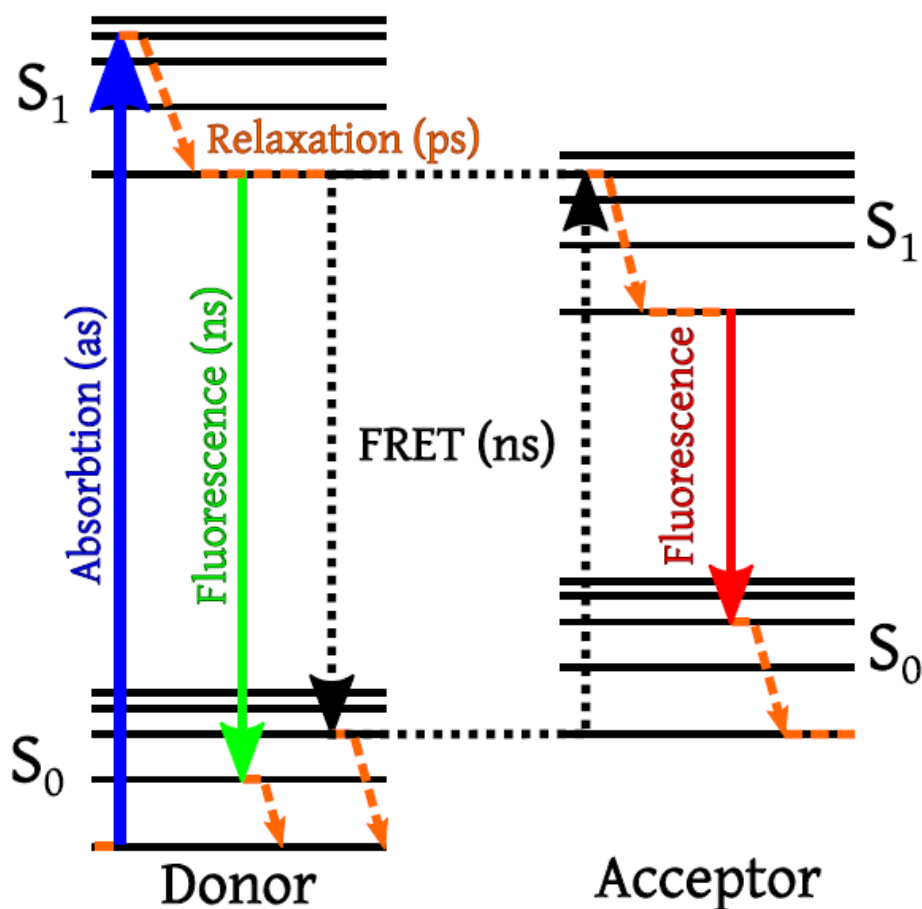 S1
Relaxation (ps)
S1
Absorbtion (as)
Fluorescence (ns)
FRET (ns)
Fluorescence
S0
S0
Donor
Acceptor